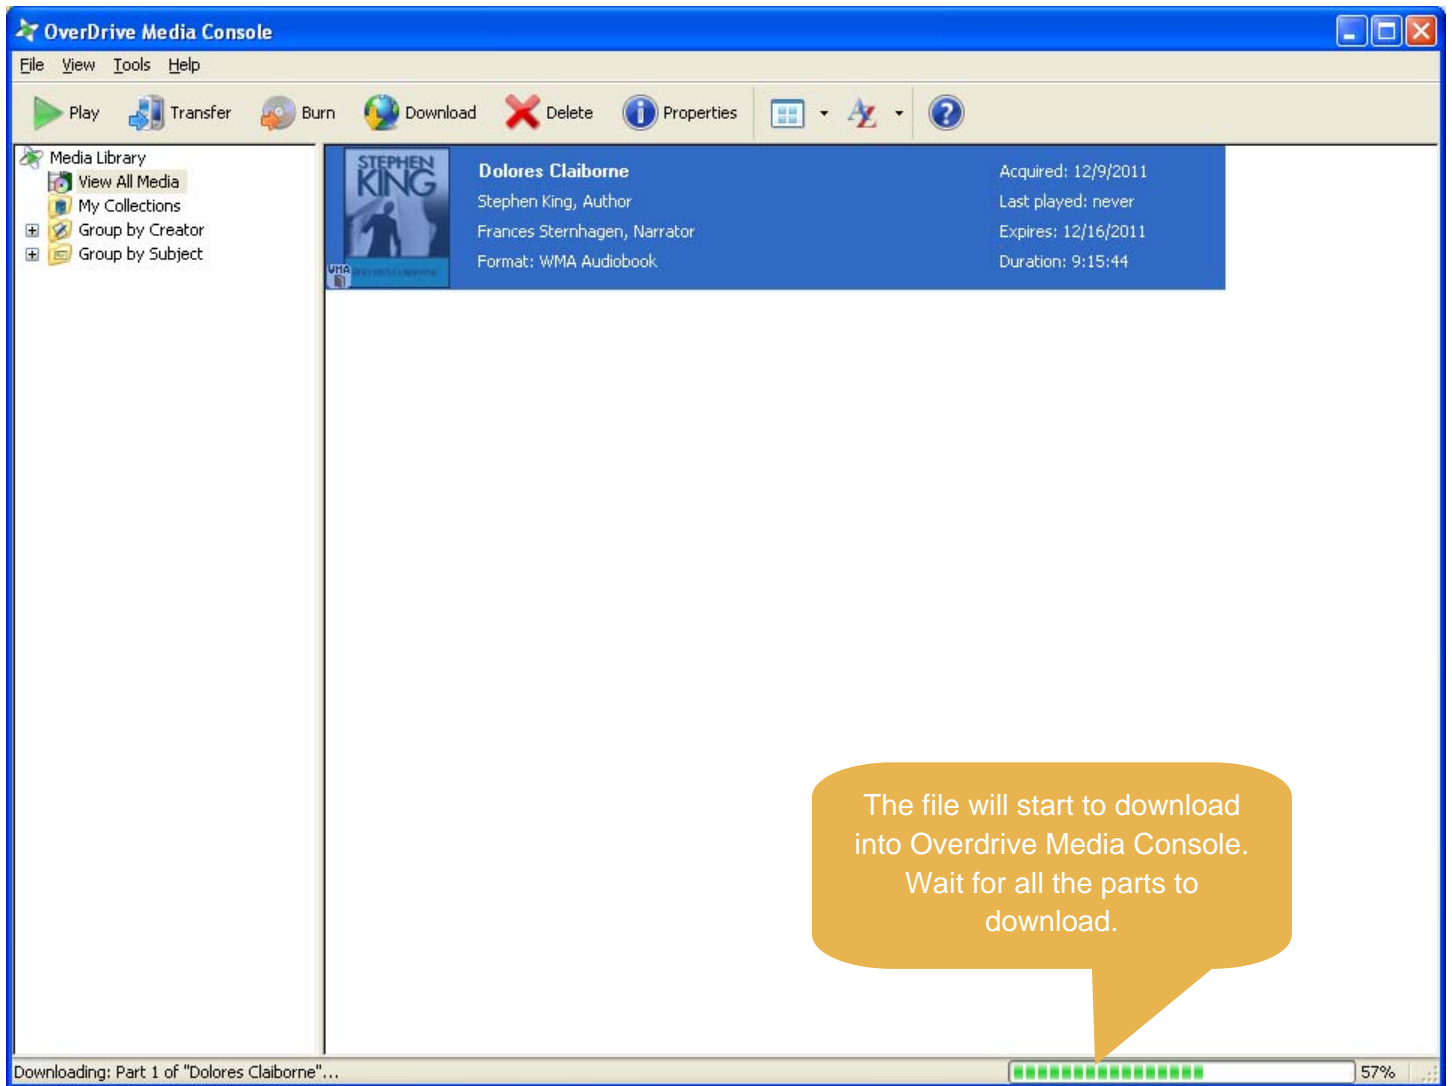 OverDrive Media Console
File View Tools Help
Play Transfer Burn Download Delete Properties
Media Library
View All Media
My Collections
Group by Creator
Group by Subject
STEPHEN
KING
DOLORES CLAIBORNE
WMA
Dolores Claiborne
Stephen King, Author
Frances Sternhagen, Narrator
Format: WMA Audiobook
Acquired: 12/9/2011
Last played: never
Expires: 12/16/2011
Duration: 9:15:44
The file will start to download
into Overdrive Media Console.
Wait for all the parts to
download.
Downloading: Part 1 of "Dolores Claiborne"...
57%